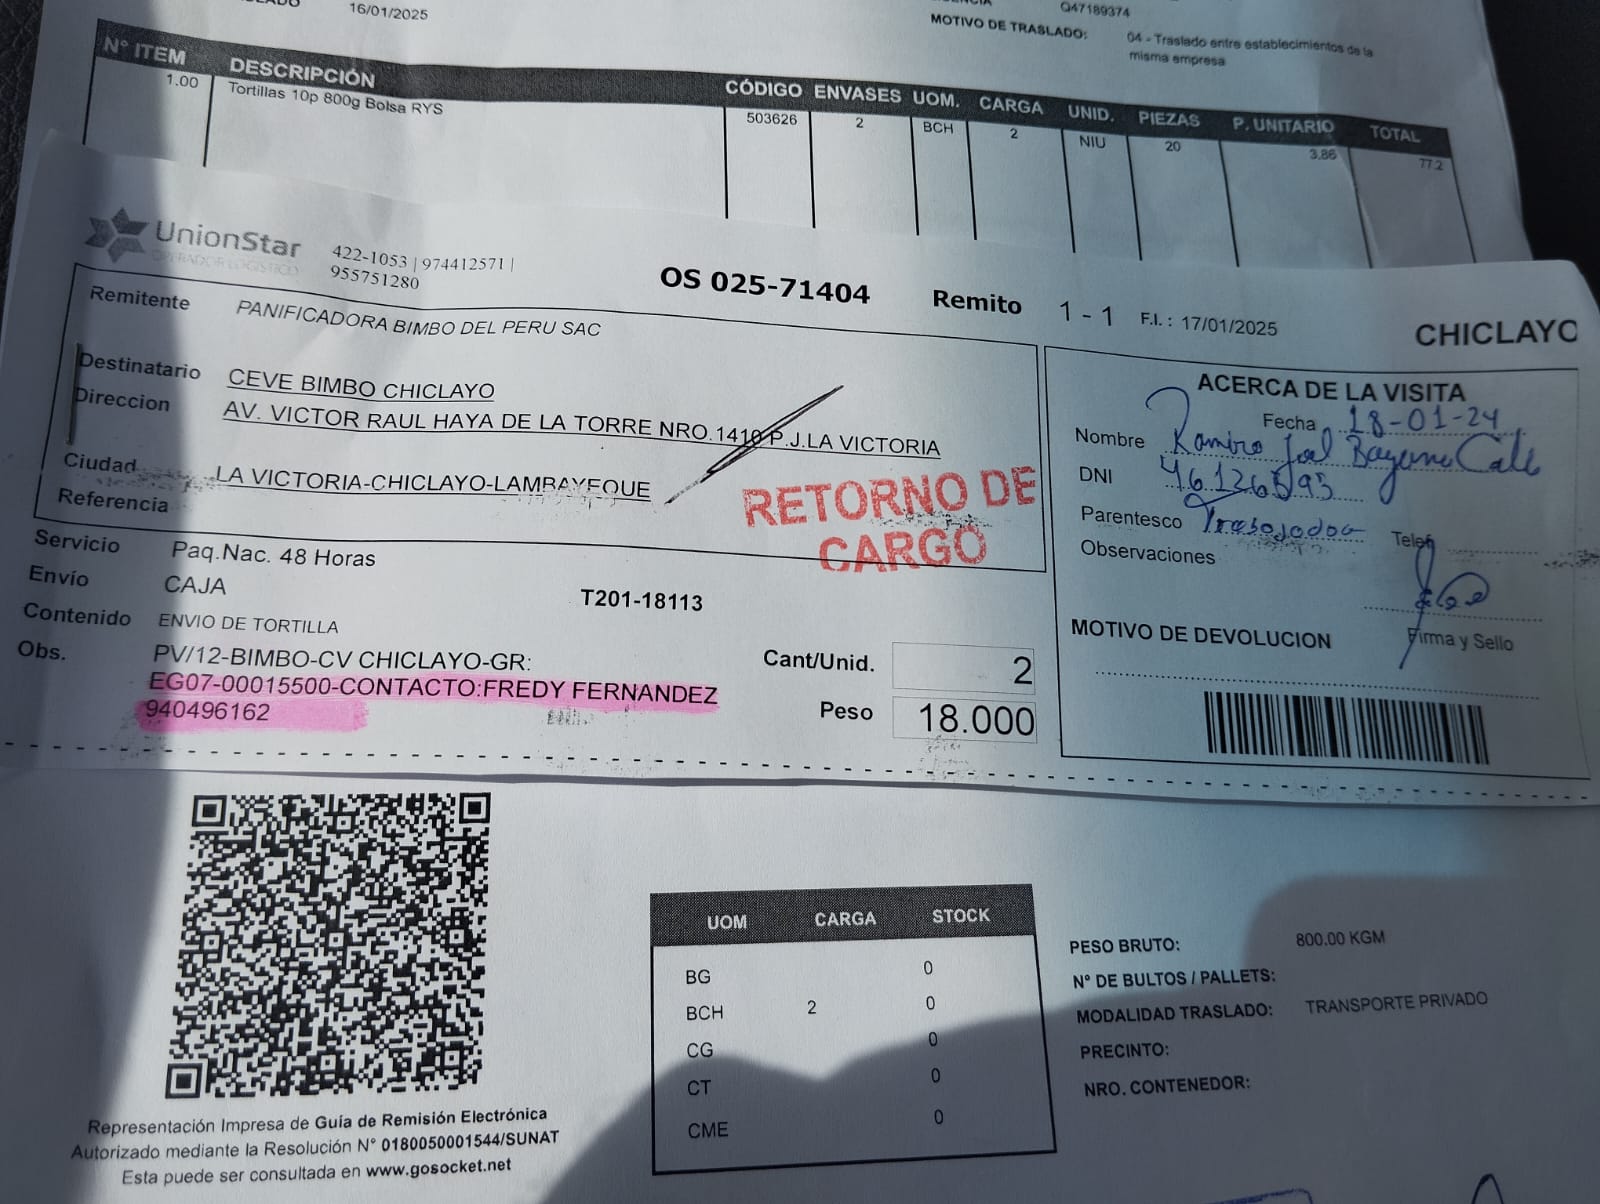 16/01/2025
Q47189374
MOTIVO DE TRASLADO: 04 - Traslado entre establecimientos de la
misma empresa
N° ITEM DESCRIPCIÓN CÓDIGO ENVASES UOM. CARGA UNID. PIEZAS P. UNITARIO TOTAL
1.00 Tortillas 10p 800g Bolsa RYS 503626 2 BCH 2 NIU 20 3.86 77.2
UnionStar
OPERADOR LOGISTICO
422-1053 | 974412571 |
955751280
OS 025-71404 Remito 1 - 1 F.I. : 17/01/2025 CHICLAYO
Remitente PANIFICADORA BIMBO DEL PERU SAC
Destinatario CEVE BIMBO CHICLAYO
Direccion AV. VICTOR RAUL HAYA DE LA TORRE NRO.1410 P.J.LA VICTORIA
Ciudad LA VICTORIA-CHICLAYO-LAMBAYEQUE
Referencia
RETORNO DE
CARGO
Servicio Paq.Nac. 48 Horas
Envío CAJA
T201-18113
Contenido ENVIO DE TORTILLA
Obs. PV/12-BIMBO-CV CHICLAYO-GR:
EG07-00015500-CONTACTO:FREDY FERNANDEZ
940496162
Cant/Unid. 2
Peso 18.000
ACERCA DE LA VISITA
Fecha 18-01-24
Nombre Ramiro Joel Calle
DNI
Parentesco Trabajador Telef
Observaciones
Firma y Sello
MOTIVO DE DEVOLUCION
UOM CARGA STOCK
BG 0
BCH 2 0
CG 0
CT 0
CME 0
PESO BRUTO: 800.00 KGM
N° DE BULTOS / PALLETS:
MODALIDAD TRASLADO: TRANSPORTE PRIVADO
PRECINTO:
NRO. CONTENEDOR:
Representación Impresa de Guía de Remisión Electrónica
Autorizado mediante la Resolución N° 0180050001544/SUNAT
Esta puede ser consultada en www.gosocket.net